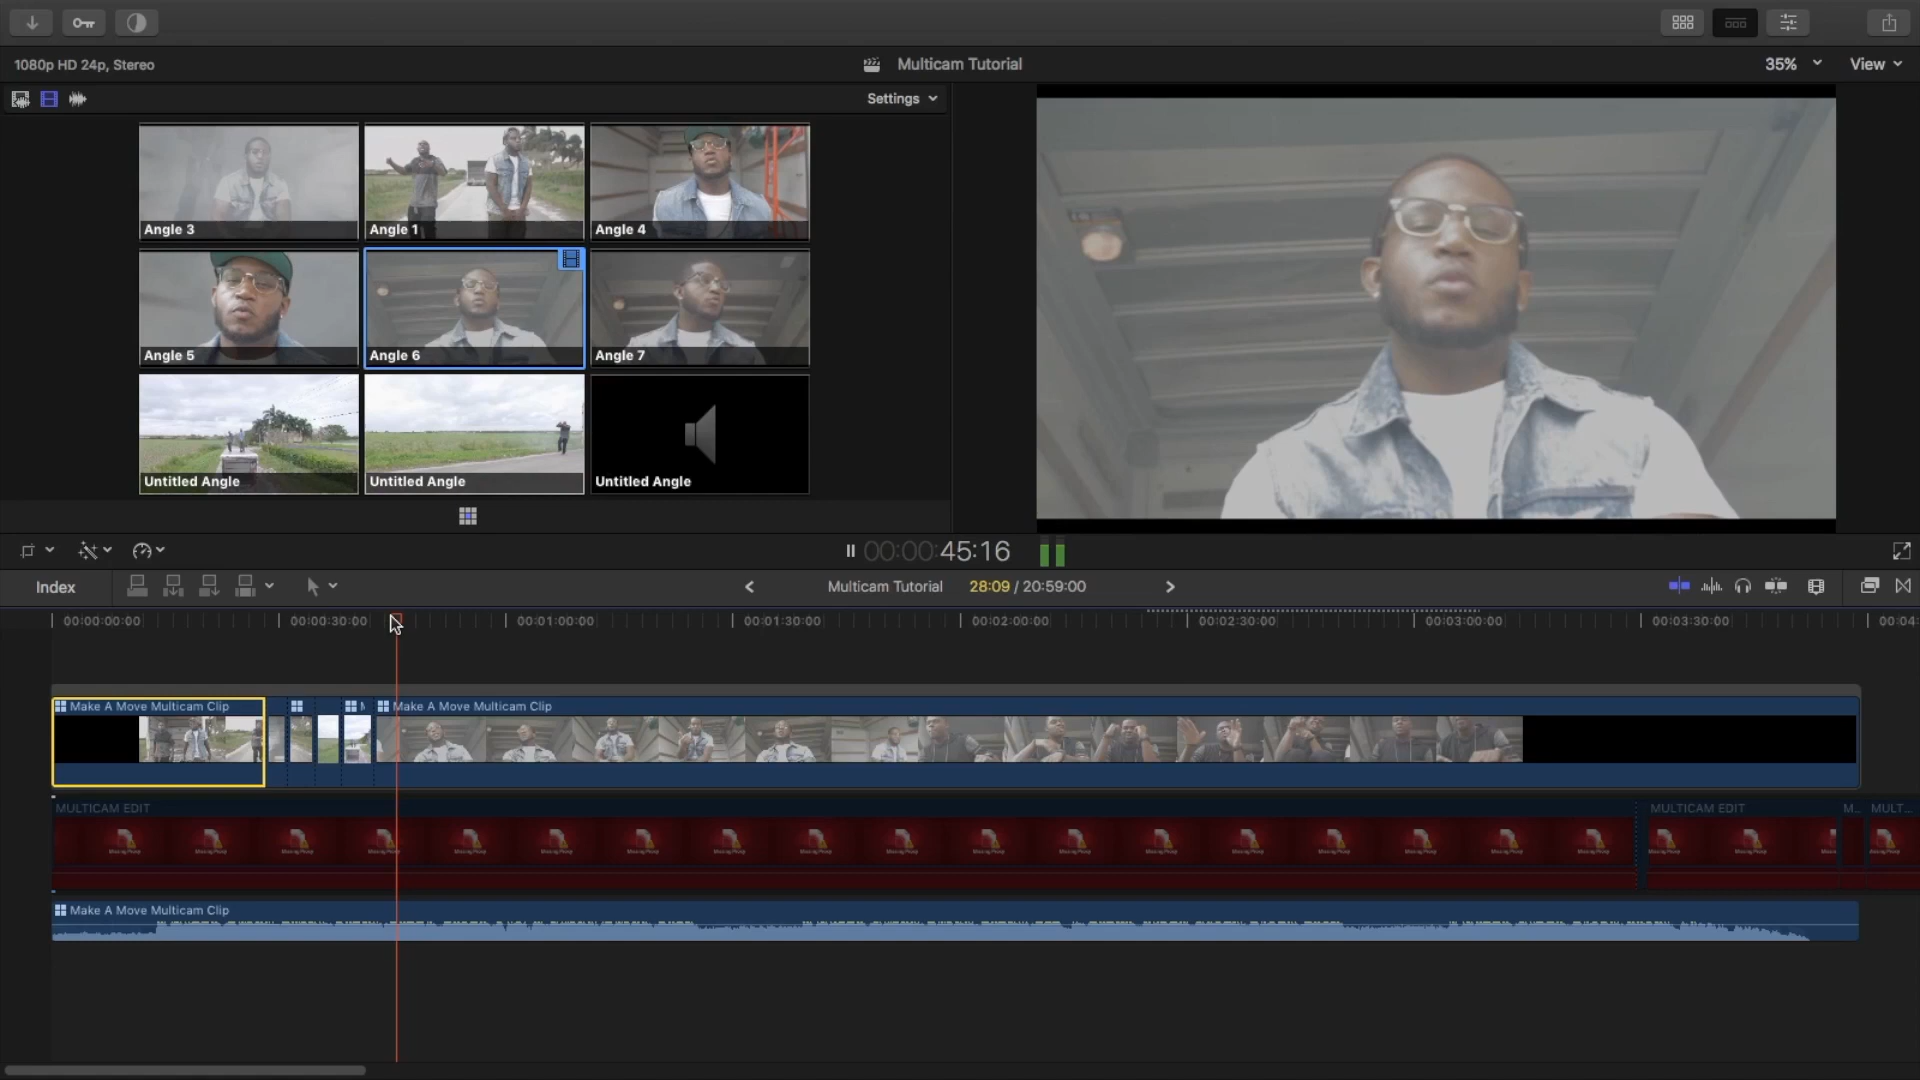 1080p HD 24p, Stereo
Multicam Tutorial
35%
View
Settings
Angle 3
Angle 1
Angle 4
Angle 5
Angle 6
Angle 7
Untitled Angle
Untitled Angle
Untitled Angle
00:00:45:16
Index
Multicam Tutorial
28:09 / 20:59:00
00:00:00:00
00:00:30:00
00:01:00:00
00:01:30:00
00:02:00:00
00:02:30:00
00:03:00:00
00:03:30:00
00:04:
Make A Move Multicam Clip
Make A Move Multicam Clip
MULTICAM EDIT
MULTICAM EDIT
M...
MULT...
Make A Move Multicam Clip